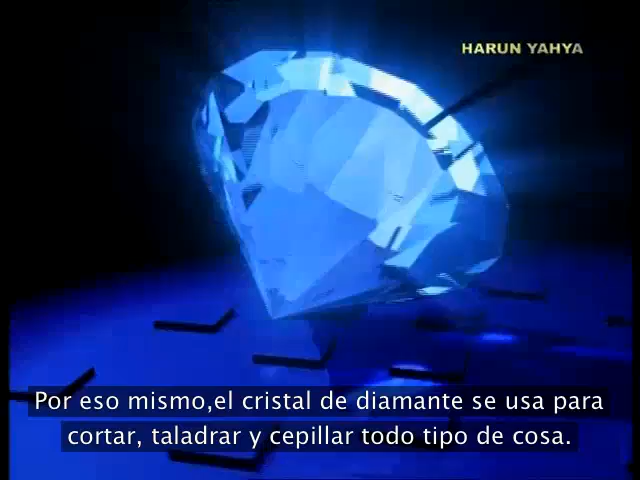 HARUN YAHYA
Por eso mismo,el cristal de diamante se usa para
cortar, taladrar y cepillar todo tipo de cosa.